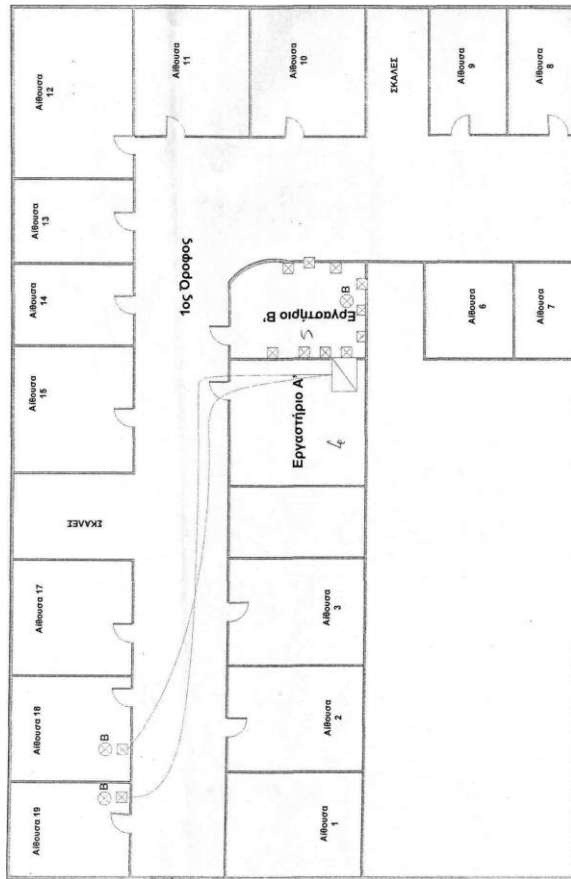 Αίθουσα 19
Αίθουσα 18
Αίθουσα 17
ΣΚΑΛΕΣ
Αίθουσα
15
Αίθουσα
14
Αίθουσα
13
Αίθουσα
12
B
B
1ος Όροφος
Αίθουσα
11
Αίθουσα
10
ΣΚΑΛΕΣ
Αίθουσα
9
Αίθουσα
8
Αίθουσα
1
Αίθουσα
2
Αίθουσα
3
Εργαστήριο Α'
4
5
Εργαστήριο Β'
B
Αίθουσα
6
Αίθουσα
7